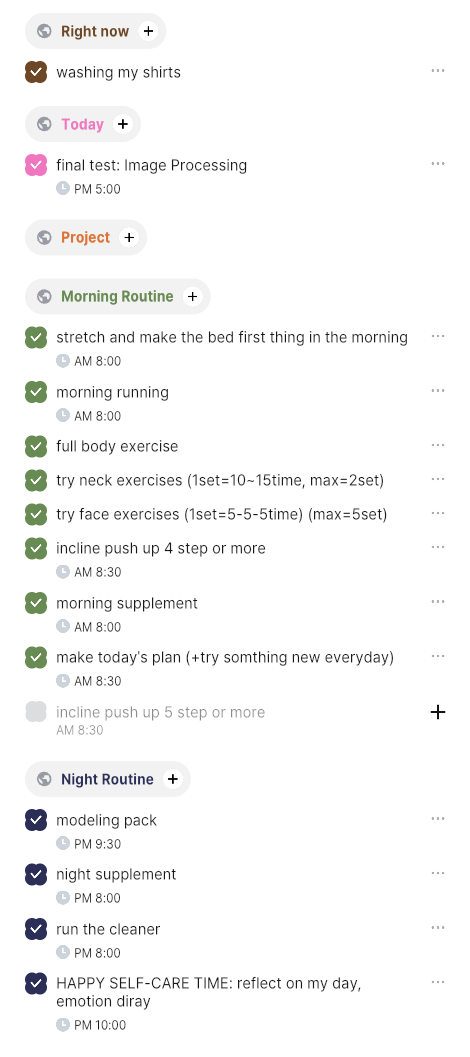 Right now +
washing my shirts
Today +
final test: Image Processing
PM 5:00
Project +
Morning Routine +
stretch and make the bed first thing in the morning
AM 8:00
morning running
AM 8:00
full body exercise
try neck exercises (1set=10~15time, max=2set)
try face exercises (1set=5-5-5time) (max=5set)
incline push up 4 step or more
AM 8:30
morning supplement
AM 8:00
make today's plan (+try somthing new everyday)
AM 8:30
incline push up 5 step or more
AM 8:30
Night Routine +
modeling pack
PM 9:30
night supplement
PM 8:00
run the cleaner
PM 8:00
HAPPY SELF-CARE TIME: reflect on my day,
emotion diray
PM 10:00